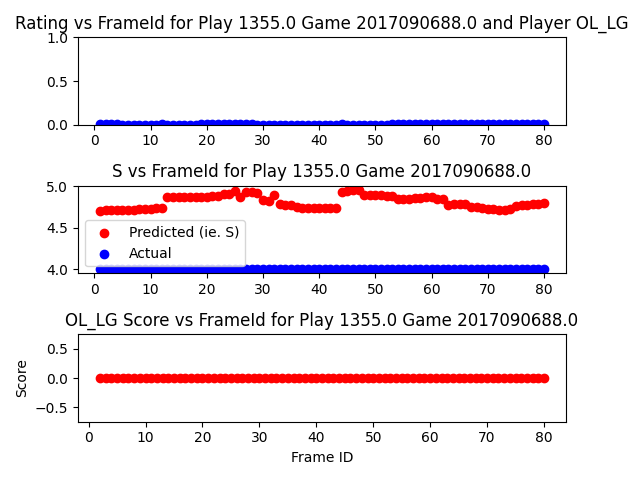 Rating vs FrameId for Play 1355.0 Game 2017090688.0 and Player OL_LG
1.0
0.5
0.0
0 10 20 30 40 50 60 70 80
S vs FrameId for Play 1355.0 Game 2017090688.0
5.0
4.5
4.0
Predicted (ie. S)
Actual
0 10 20 30 40 50 60 70 80
OL_LG Score vs FrameId for Play 1355.0 Game 2017090688.0
Score
0.5
0.0
−0.5
0 10 20 30 40 50 60 70 80
Frame ID